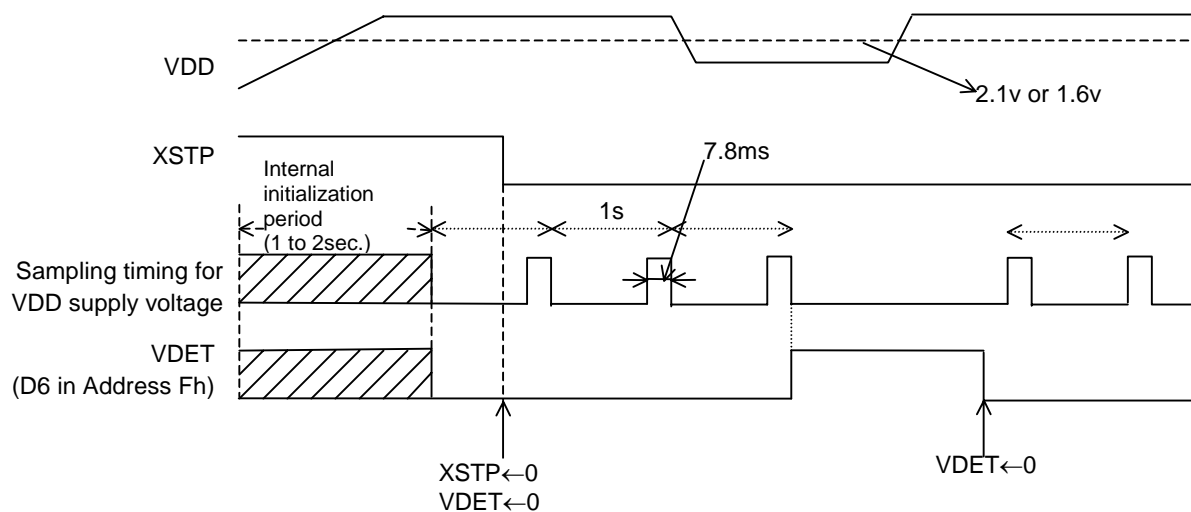 VDD
2.1v or 1.6v
XSTP
7.8ms
Internal
initialization
period
(1 to 2sec.)
1s
Sampling timing for
VDD supply voltage
VDET
(D6 in Address Fh)
XSTP←0
VDET←0
VDET←0